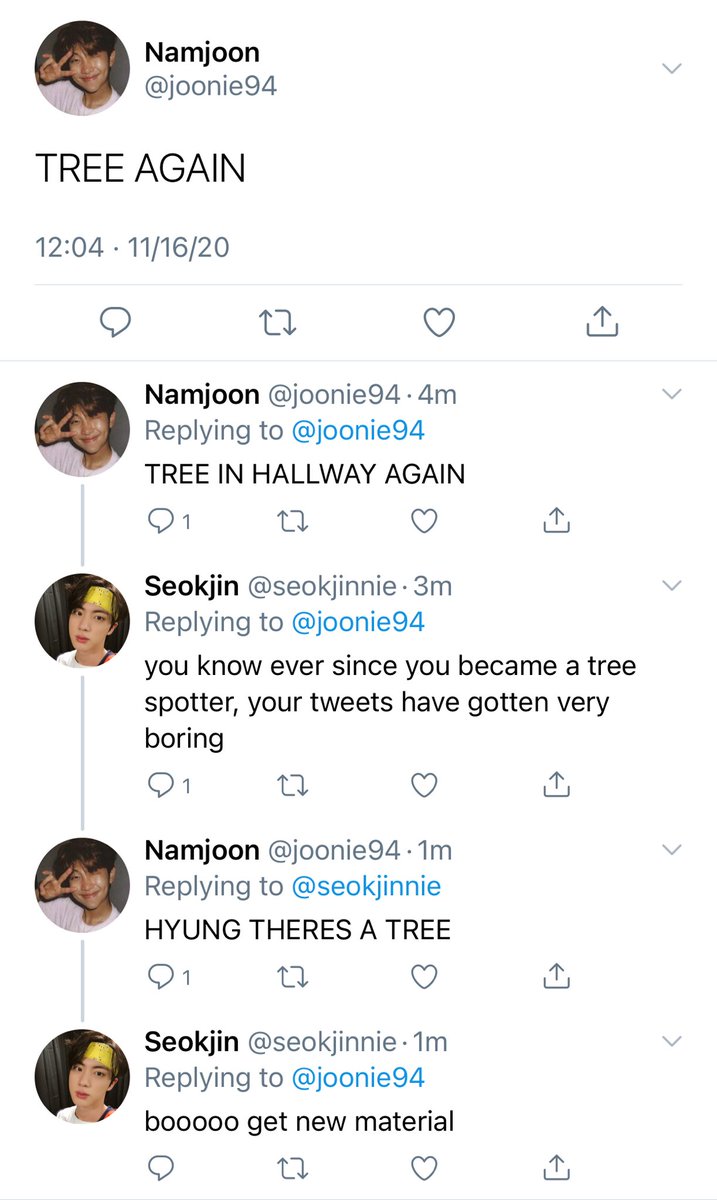 Namjoon
@joonie94
TREE AGAIN
12:04 · 11/16/20
Namjoon @joonie94 · 4m
Replying to @joonie94
TREE IN HALLWAY AGAIN
1
Seokjin @seokjinnie · 3m
Replying to @joonie94
you know ever since you became a tree
spotter, your tweets have gotten very
boring
1
Namjoon @joonie94 · 1m
Replying to @seokjinnie
HYUNG THERES A TREE
1
Seokjin @seokjinnie · 1m
Replying to @joonie94
booooo get new material